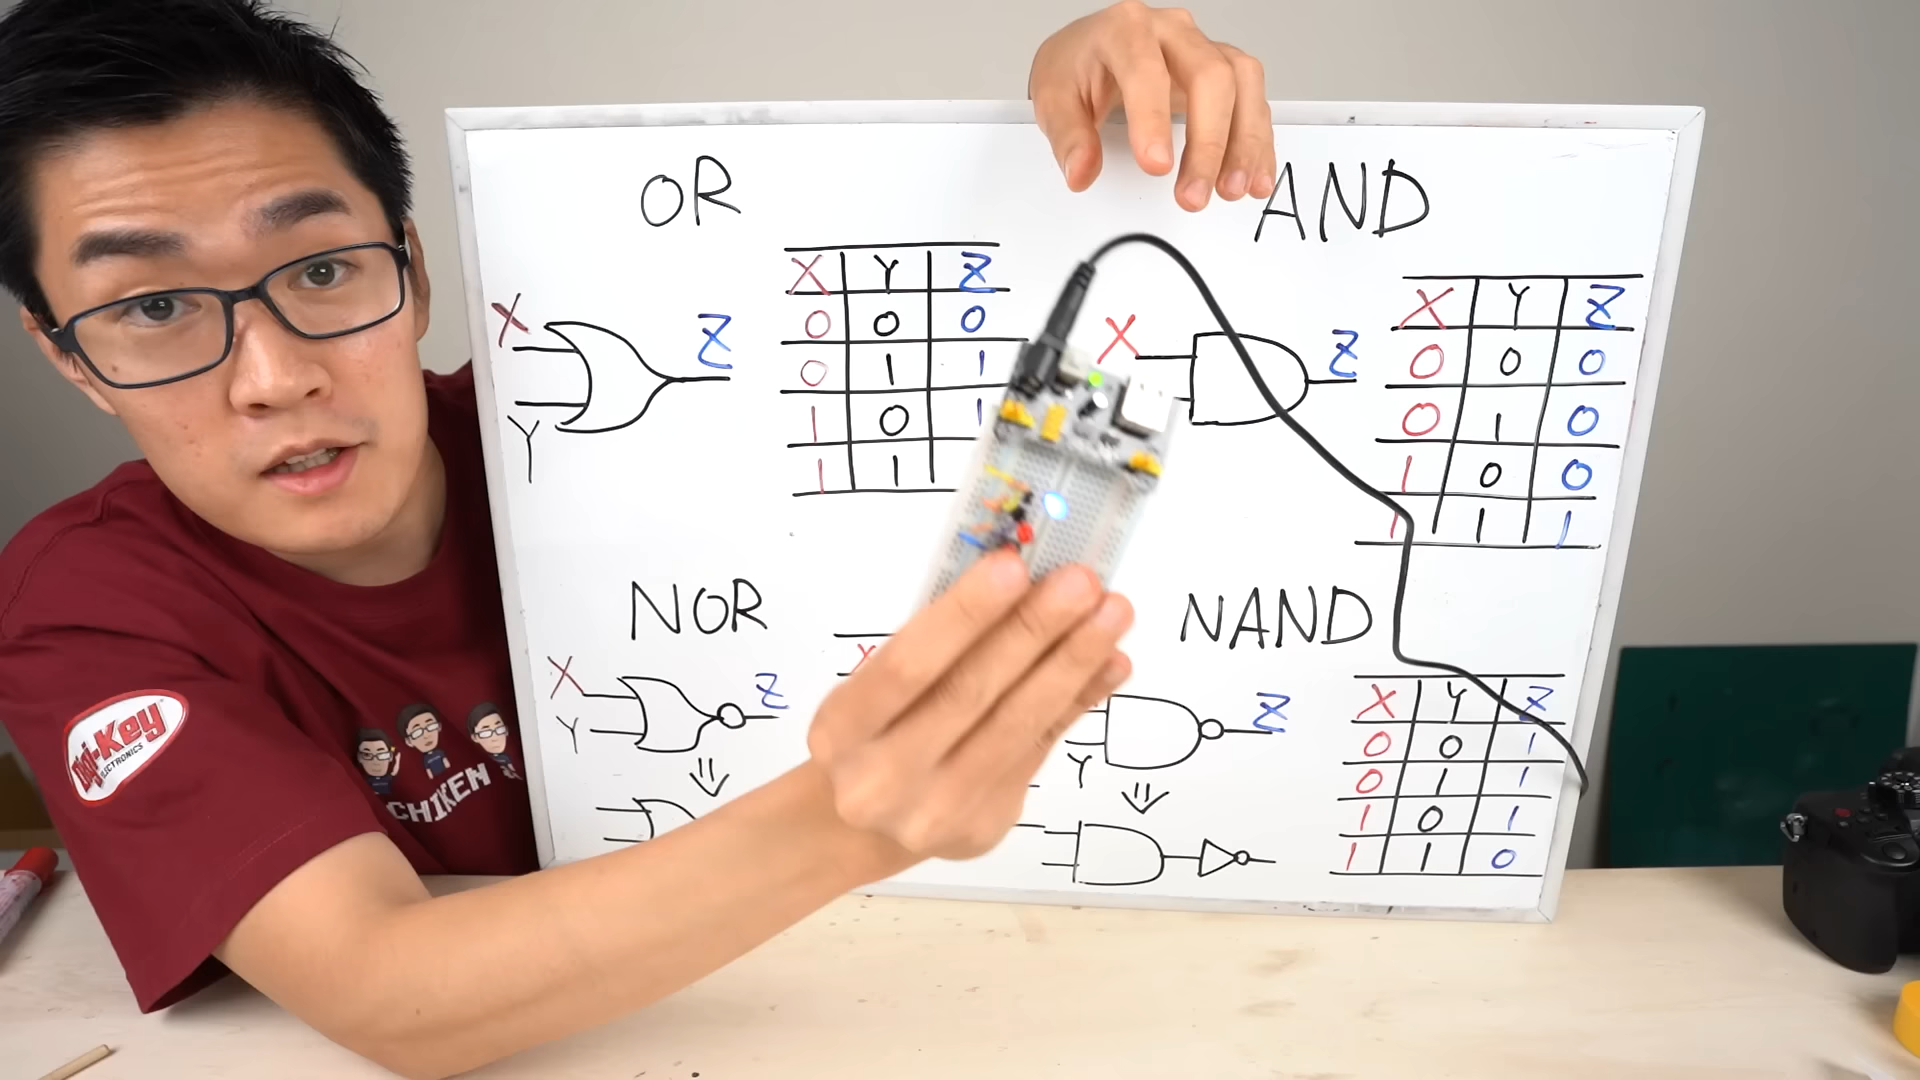 OR
AND
X Y Z
X
Y
Z
0 0 0
0 1 1
1 0 1
1 1
X Y Z
X
Z
0 0 0
0 1 0
1 0 0
1 1 1
NOR
NAND
X
Y
Z
X
Y
Z
X Y Z
0 0 1
0 1 1
1 0 1
1 1 0
Digi-Key
ELECTRONICS
CHICKEN